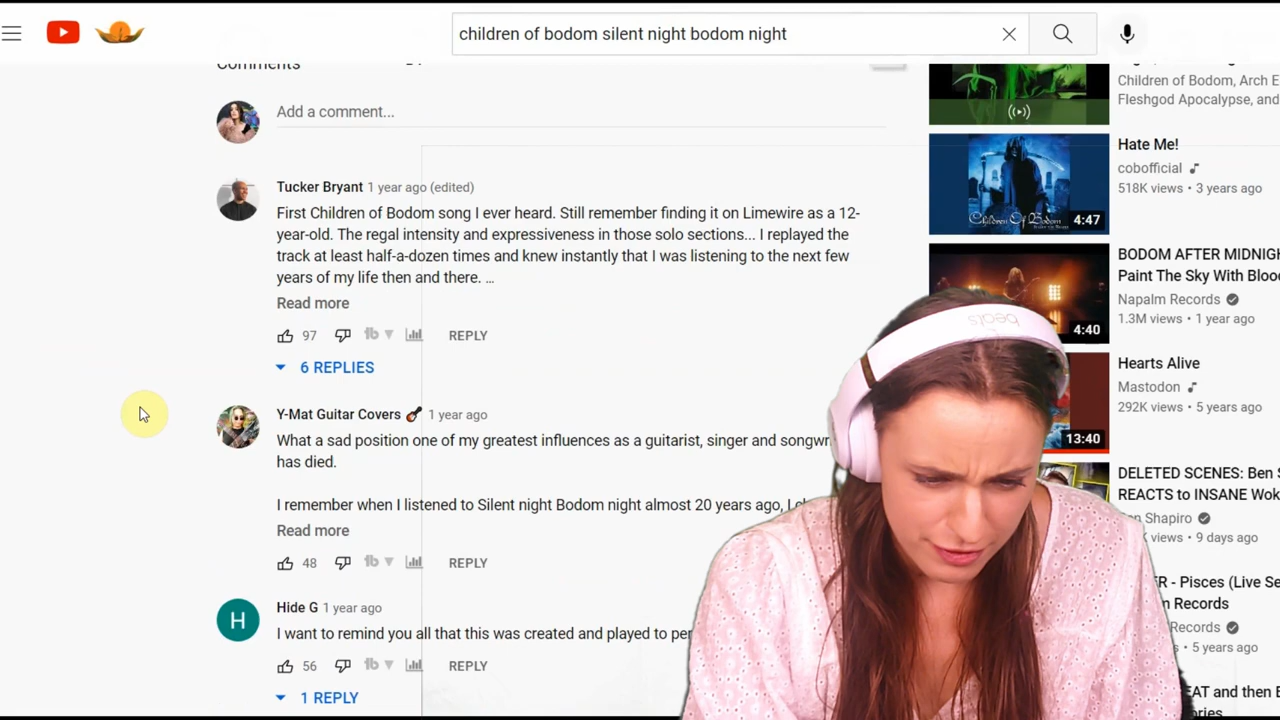 children of bodom silent night bodom night
Comments
Add a comment...
Tucker Bryant 1 year ago (edited)
First Children of Bodom song I ever heard. Still remember finding it on Limewire as a 12-
year-old. The regal intensity and expressiveness in those solo sections... I replayed the
track at least half-a-dozen times and knew instantly that I was listening to the next few
years of my life then and there. ...
Read more
97 REPLY
6 REPLIES
Y-Mat Guitar Covers 1 year ago
What a sad position one of my greatest influences as a guitarist, singer and
has died.
I remember when I listened to Silent night Bodom night almost 20 years ago, I
Read more
48 REPLY
H
Hide G 1 year ago
I want to remind you all that this was created and played to
56 REPLY
1 REPLY
Children of Bodom, Arch
Fleshgod Apocalypse, and
Children Of Bodom
4:47
Hate Me!
cobofficial
518K views • 3 years ago
4:40
BODOM AFTER
Paint The Sky With
Napalm Records
1.3M views • 1 year ago
13:40
Hearts Alive
Mastodon
292K views • 5 years ago
DELETED SCENES: Ben
REACTS to INSANE
Shapiro
views • 9 days ago
- Pisces (Live
Records
Records
• 5 years ago
and then
beats